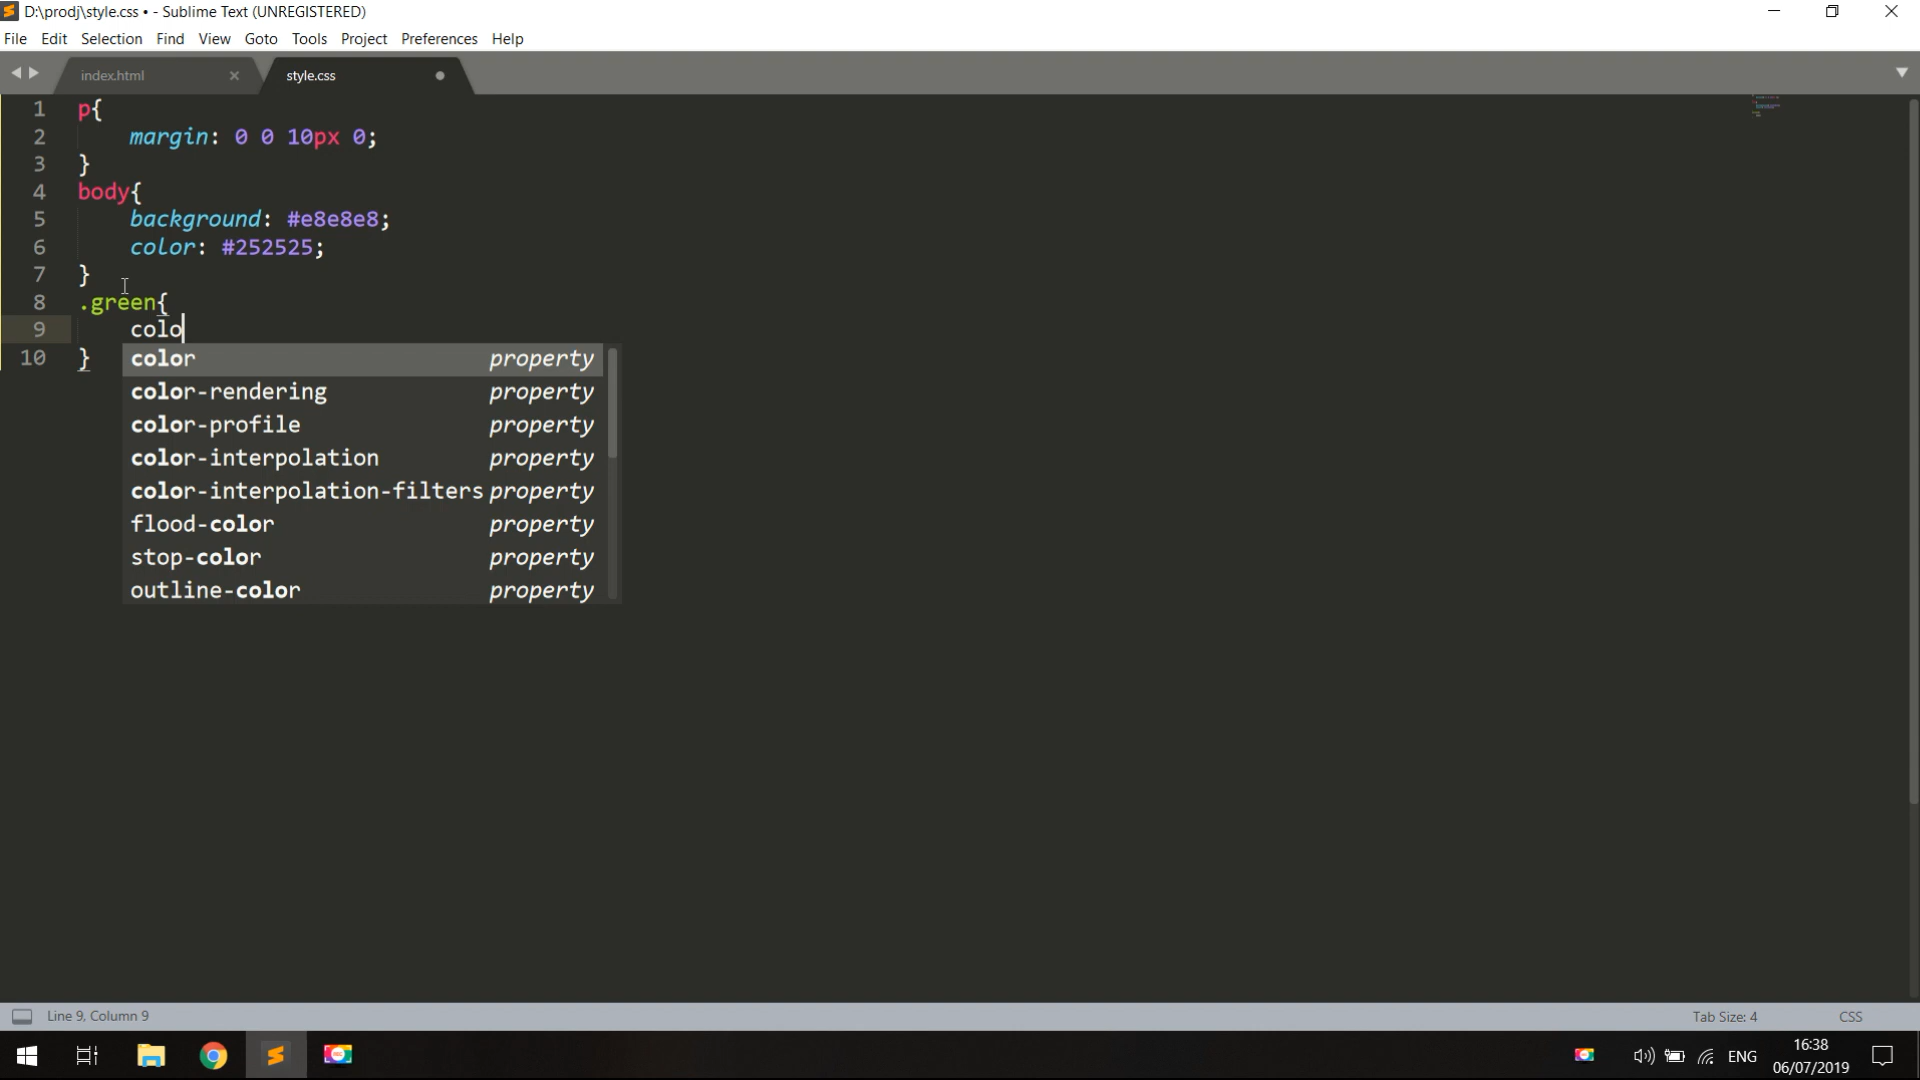 D:\prodj\style.css • - Sublime Text (UNREGISTERED)
File Edit Selection Find View Goto Tools Project Preferences Help
index.html style.css
1 p{
2 margin: 0 0 10px 0;
3 }
4 body{
5 background: #e8e8e8;
6 color: #252525;
7 }
8 .green{
9 colo
10 }
color property
color-rendering property
color-profile property
color-interpolation property
color-interpolation-filters property
flood-color property
stop-color property
outline-color property
Line 9, Column 9 Tab Size: 4 CSS
ENG 16:38
06/07/2019